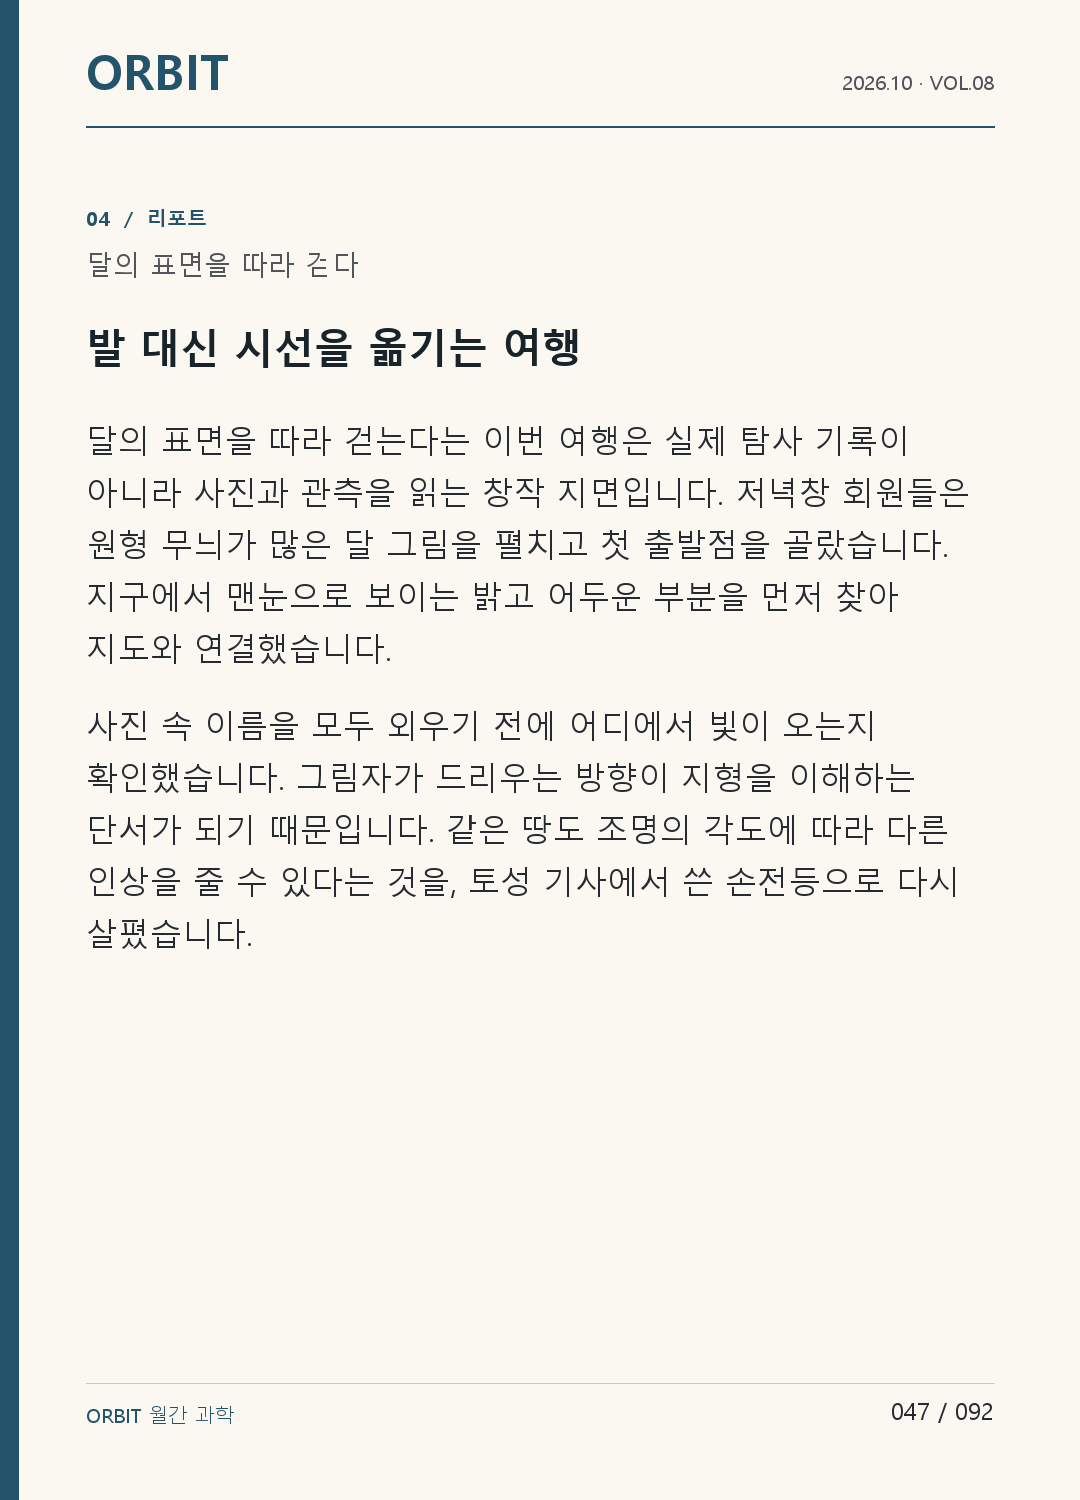 ORBIT
2026.10 · VOL.08
04 / 리포트
달의 표면을 따라 걷다
발 대신 시선을 옮기는 여행
달의 표면을 따라 걷는다는 이번 여행은 실제 탐사 기록이
아니라 사진과 관측을 읽는 창작 지면입니다. 저녁창 회원들은
원형 무늬가 많은 달 그림을 펼치고 첫 출발점을 골랐습니다.
지구에서 맨눈으로 보이는 밝고 어두운 부분을 먼저 찾아
지도와 연결했습니다.
사진 속 이름을 모두 외우기 전에 어디에서 빛이 오는지
확인했습니다. 그림자가 드리우는 방향이 지형을 이해하는
단서가 되기 때문입니다. 같은 땅도 조명의 각도에 따라 다른
인상을 줄 수 있다는 것을, 토성 기사에서 쓴 손전등으로 다시
살폈습니다.
ORBIT 월간 과학
047 / 092